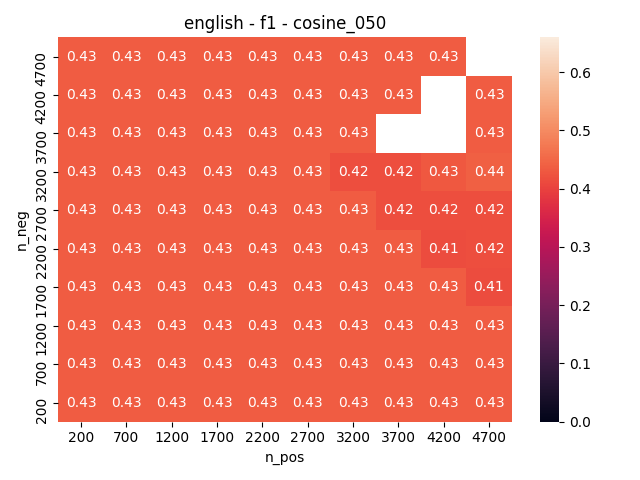 english - f1 - cosine_050
4700 0.43 0.43 0.43 0.43 0.43 0.43 0.43 0.43 0.43
4200 0.43 0.43 0.43 0.43 0.43 0.43 0.43 0.43 0.43
3700 0.43 0.43 0.43 0.43 0.43 0.43 0.43 0.43
3200 0.43 0.43 0.43 0.43 0.43 0.43 0.42 0.42 0.43 0.44
2700 0.43 0.43 0.43 0.43 0.43 0.43 0.43 0.42 0.42 0.42
2200 0.43 0.43 0.43 0.43 0.43 0.43 0.43 0.43 0.41 0.42
1700 0.43 0.43 0.43 0.43 0.43 0.43 0.43 0.43 0.43 0.41
1200 0.43 0.43 0.43 0.43 0.43 0.43 0.43 0.43 0.43 0.43
700 0.43 0.43 0.43 0.43 0.43 0.43 0.43 0.43 0.43 0.43
200 0.43 0.43 0.43 0.43 0.43 0.43 0.43 0.43 0.43 0.43
200 700 1200 1700 2200 2700 3200 3700 4200 4700
n_pos
n_neg
0.6
0.5
0.4
0.3
0.2
0.1
0.0